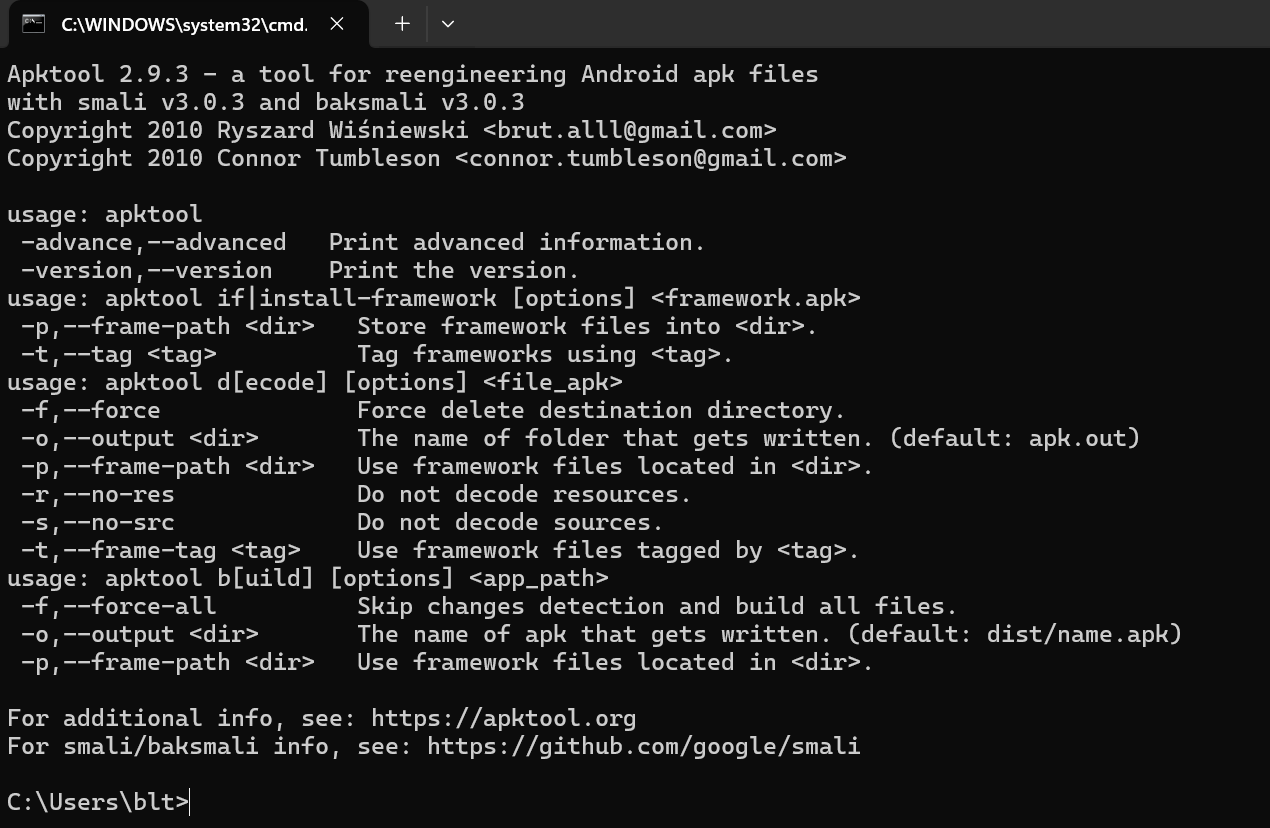 C:\WINDOWS\system32\cmd.
Apktool 2.9.3 - a tool for reengineering Android apk files
with smali v3.0.3 and baksmali v3.0.3
Copyright 2010 Ryszard Wiśniewski <brut.alll@gmail.com>
Copyright 2010 Connor Tumbleson <connor.tumbleson@gmail.com>
usage: apktool
 -advance,--advanced   Print advanced information.
 -version,--version    Print the version.
usage: apktool if|install-framework [options] <framework.apk>
 -p,--frame-path <dir>   Store framework files into <dir>.
 -t,--tag <tag>          Tag frameworks using <tag>.
usage: apktool d[ecode] [options] <file_apk>
 -f,--force              Force delete destination directory.
 -o,--output <dir>       The name of folder that gets written. (default: apk.out)
 -p,--frame-path <dir>   Use framework files located in <dir>.
 -r,--no-res             Do not decode resources.
 -s,--no-src             Do not decode sources.
 -t,--frame-tag <tag>    Use framework files tagged by <tag>.
usage: apktool b[uild] [options] <app_path>
 -f,--force-all          Skip changes detection and build all files.
 -o,--output <dir>       The name of apk that gets written. (default: dist/name.apk)
 -p,--frame-path <dir>   Use framework files located in <dir>.
For additional info, see: https://apktool.org
For smali/baksmali info, see: https://github.com/google/smali
C:\Users\blt>